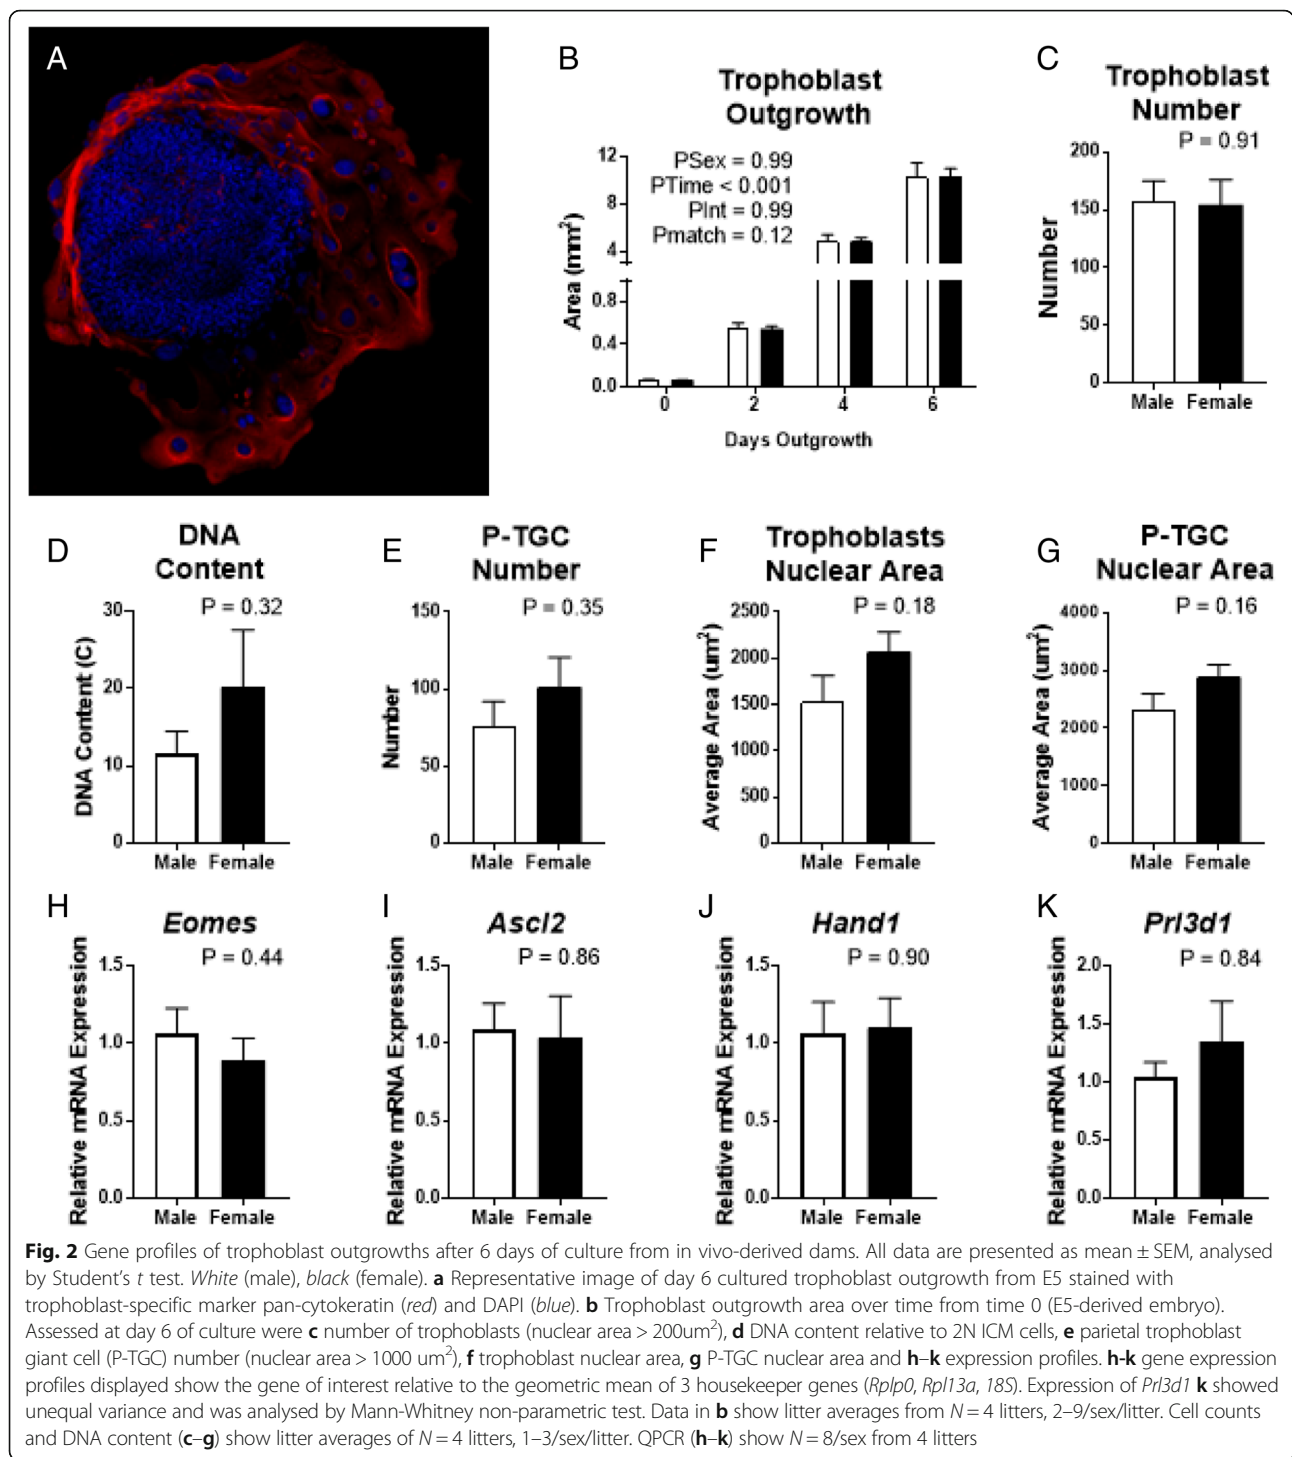 A
B
Trophoblast
Outgrowth
PSex = 0.99
PTime < 0.001
PInt = 0.99
Pmatch = 0.12
Area (mm²)
12
8
4
0.8
0.4
0.0
0 2 4 6
Days Outgrowth
C
Trophoblast
Number
P = 0.91
Number
200
150
100
50
0
Male Female
D
DNA
Content
P = 0.32
DNA Content (C)
30
20
10
0
Male Female
E
P-TGC
Number
P = 0.35
Number
150
100
50
0
Male Female
F
Trophoblasts
Nuclear Area
P = 0.18
Average Area (um²)
2500
2000
1500
1000
500
0
Male Female
G
P-TGC
Nuclear Area
P = 0.16
Average Area (um²)
4000
3000
2000
1000
0
Male Female
H
Eomes
P = 0.44
Relative mRNA Expression
1.5
1.0
0.5
0.0
Male Female
I
Ascl2
P = 0.86
Relative mRNA Expression
1.5
1.0
0.5
0.0
Male Female
J
Hand1
P = 0.90
Relative mRNA Expression
1.5
1.0
0.5
0.0
Male Female
K
Prl3d1
P = 0.84
Relative mRNA Expression
2.0
1.5
1.0
0.5
0.0
Male Female
Fig. 2 Gene profiles of trophoblast outgrowths after 6 days of culture from in vivo-derived dams. All data are presented as mean ± SEM, analysed
by Student's t test. White (male), black (female). a Representative image of day 6 cultured trophoblast outgrowth from E5 stained with
trophoblast-specific marker pan-cytokeratin (red) and DAPI (blue). b Trophoblast outgrowth area over time from time 0 (E5-derived embryo).
Assessed at day 6 of culture were c number of trophoblasts (nuclear area > 200um²), d DNA content relative to 2N ICM cells, e parietal trophoblast
giant cell (P-TGC) number (nuclear area > 1000 um²), f trophoblast nuclear area, g P-TGC nuclear area and h–k expression profiles. h-k gene expression
profiles displayed show the gene of interest relative to the geometric mean of 3 housekeeper genes (Rplp0, Rpl13a, 18S). Expression of Prl3d1 k showed
unequal variance and was analysed by Mann-Whitney non-parametric test. Data in b show litter averages from N = 4 litters, 2–9/sex/litter. Cell counts
and DNA content (c–g) show litter averages of N = 4 litters, 1–3/sex/litter. QPCR (h–k) show N = 8/sex from 4 litters